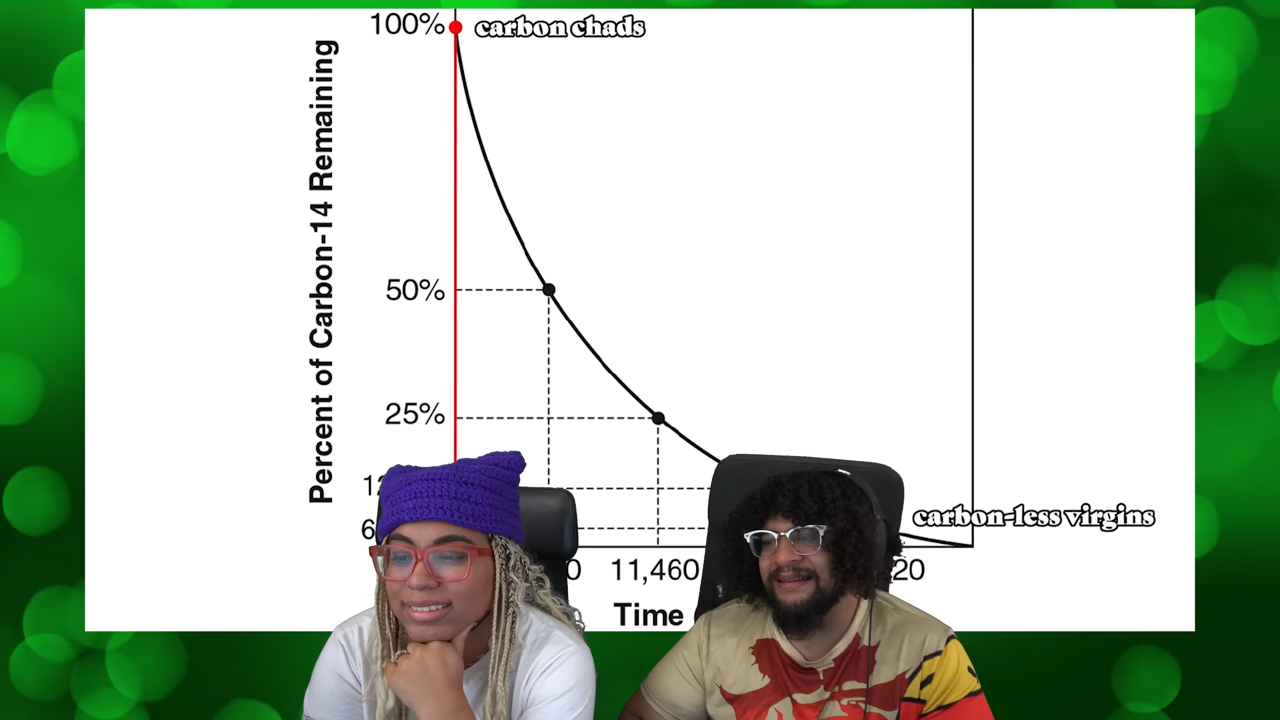 100%
carbon chads
Percent of Carbon-14 Remaining
50%
25%
carbon-less virgins
11,460
Time